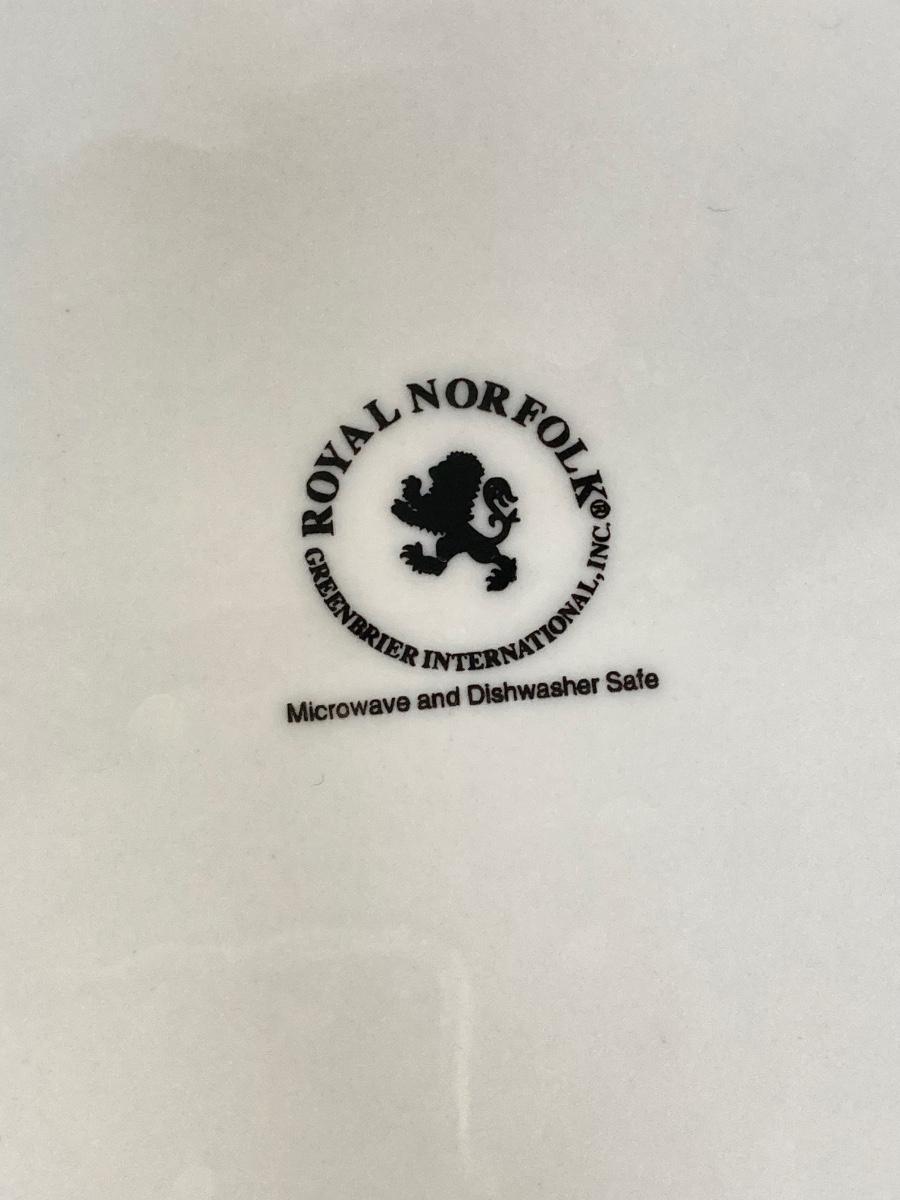 ROYAL NORFOLK®
GREENBRIER INTERNATIONAL, INC.
Microwave and Dishwasher Safe